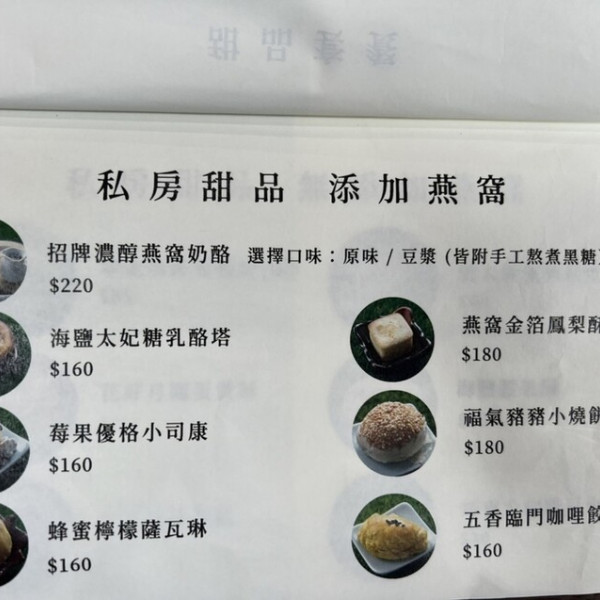 私房甜品 添加燕窩
招牌濃醇燕窩奶酪 選擇口味：原味 / 豆漿 (皆附手工熬煮黑糖)
$220
海鹽太妃糖乳酪塔
$160
莓果優格小司康
$160
蜂蜜檸檬薩瓦琳
$160
燕窩金箔鳳梨酥
$180
福氣豬豬小燒餅
$180
五香臨門咖哩餃
$160